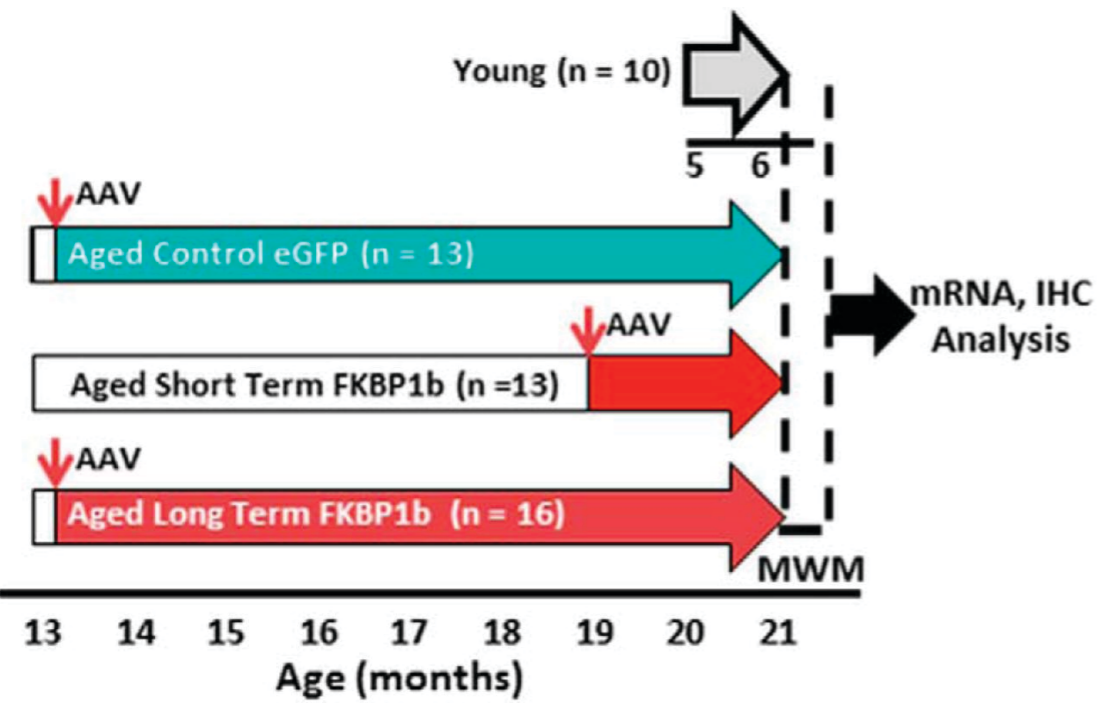 Young (n = 10)
5 6
AAV
Aged Control eGFP (n = 13)
AAV
mRNA, IHC
Analysis
Aged Short Term FKBP1b (n =13)
AAV
Aged Long Term FKBP1b (n = 16)
MWM
13 14 15 16 17 18 19 20 21
Age (months)